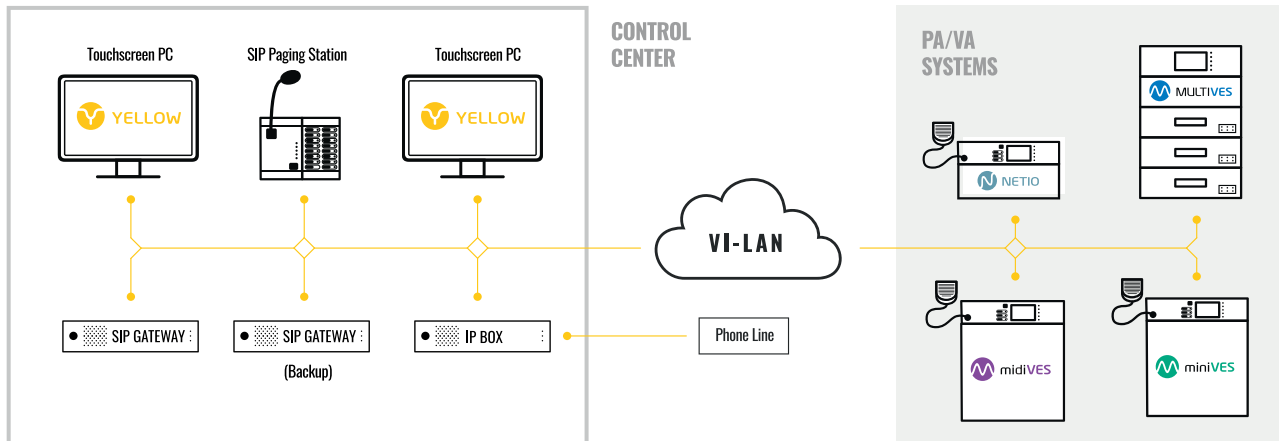 CONTROL
CENTER
PA/VA
SYSTEMS
Touchscreen PC
SIP Paging Station
Touchscreen PC
YELLOW
YELLOW
MULTIVES
NETIO
VI-LAN
SIP GATEWAY
SIP GATEWAY
(Backup)
IP BOX
Phone Line
midiVES
miniVES